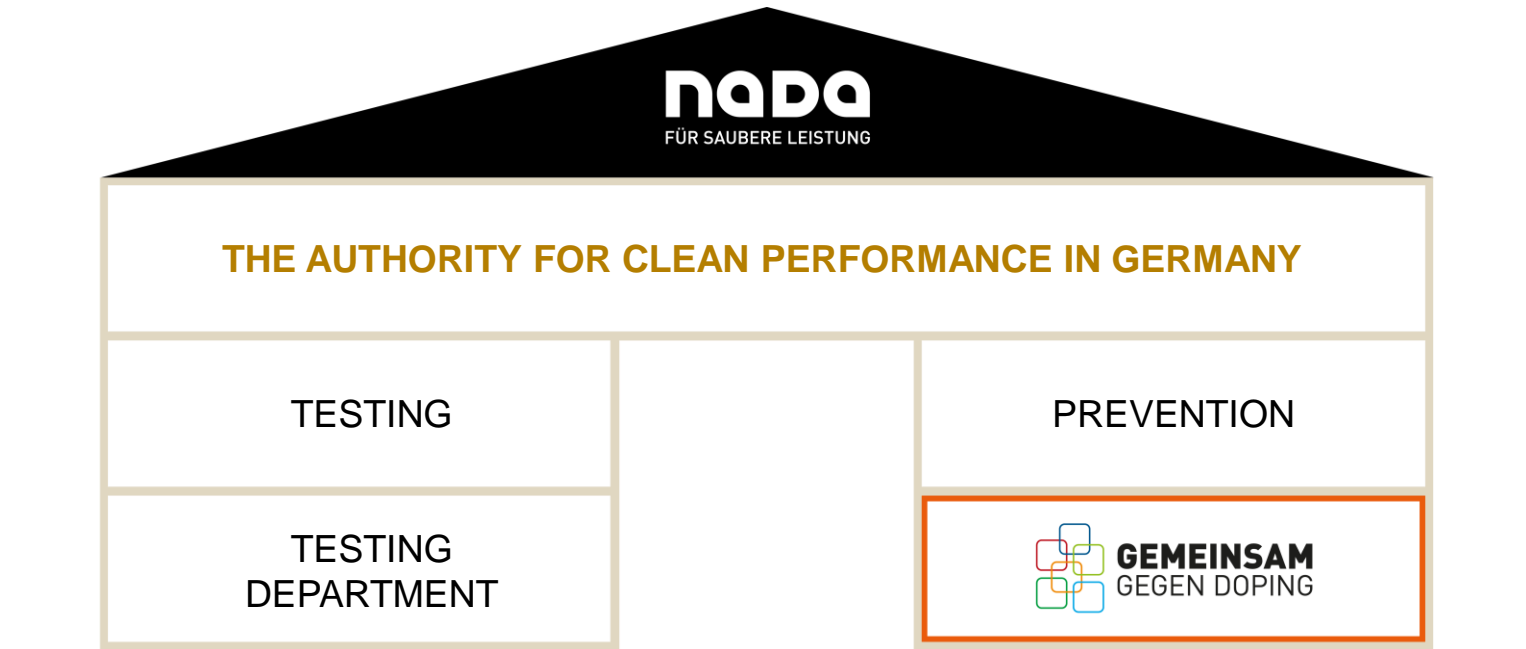 NADA
FÜR SAUBERE LEISTUNG
THE AUTHORITY FOR CLEAN PERFORMANCE IN GERMANY
TESTING
PREVENTION
TESTING
DEPARTMENT
GEMEINSAM
GEGEN DOPING